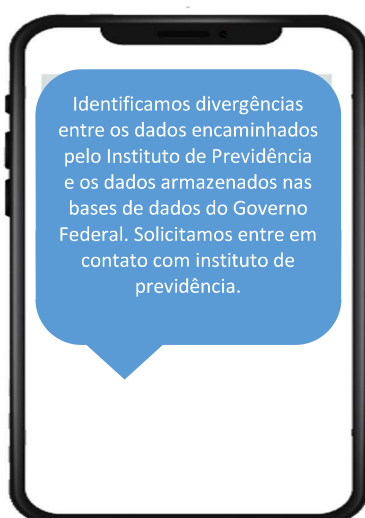 Identificamos divergências
entre os dados encaminhados
pelo Instituto de Previdência
e os dados armazenados nas
bases de dados do Governo
Federal. Solicitamos entre em
contato com instituto de
previdência.